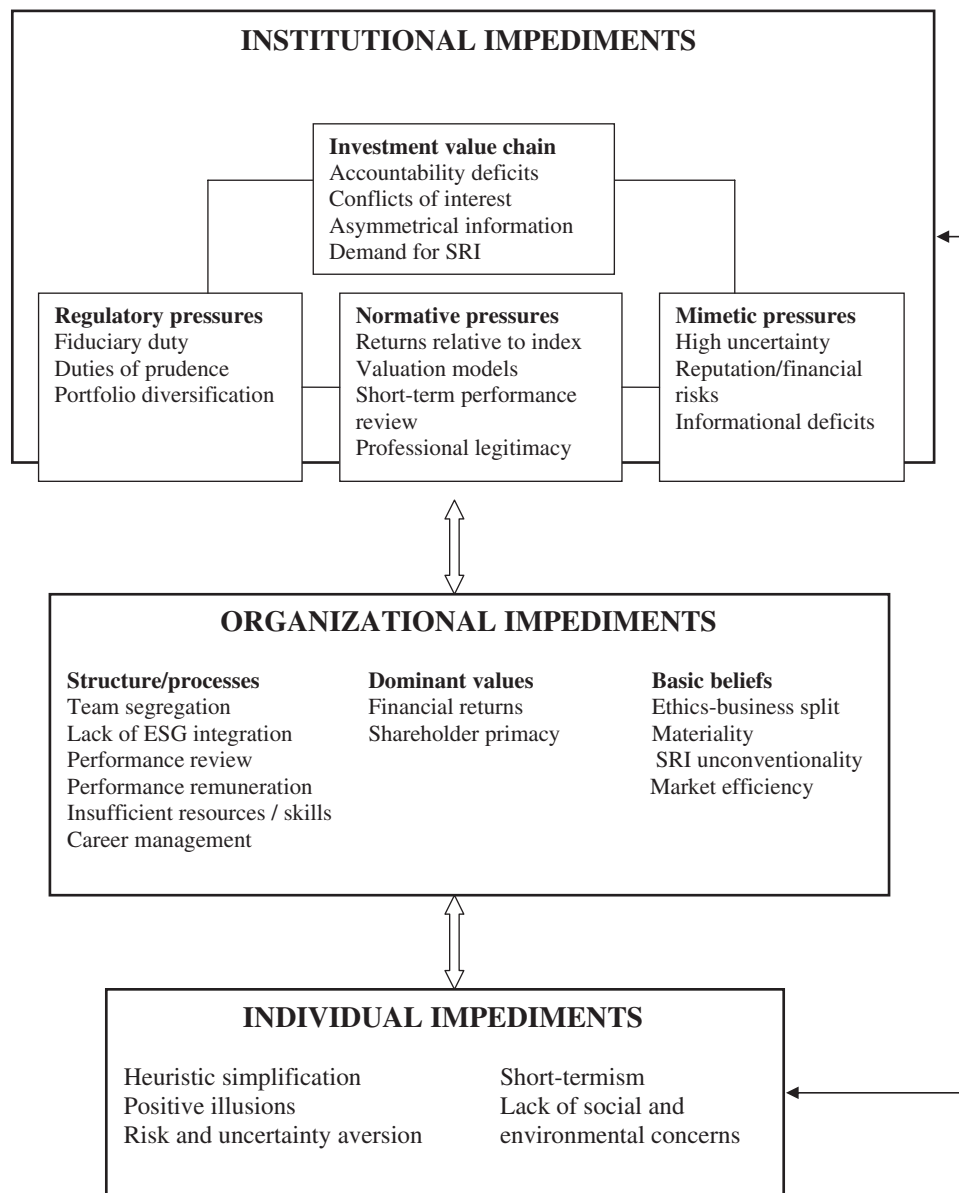 INSTITUTIONAL IMPEDIMENTS
Investment value chain
Accountability deficits
Conflicts of interest
Asymmetrical information
Demand for SRI
Regulatory pressures
Fiduciary duty
Duties of prudence
Portfolio diversification
Normative pressures
Returns relative to index
Valuation models
Short-term performance
review
Professional legitimacy
Mimetic pressures
High uncertainty
Reputation/financial
risks
Informational deficits
ORGANIZATIONAL IMPEDIMENTS
Structure/processes
Team segregation
Lack of ESG integration
Performance review
Performance remuneration
Insufficient resources / skills
Career management
Dominant values
Financial returns
Shareholder primacy
Basic beliefs
Ethics-business split
Materiality
SRI unconventionality
Market efficiency
INDIVIDUAL IMPEDIMENTS
Heuristic simplification
Positive illusions
Risk and uncertainty aversion
Short-termism
Lack of social and
environmental concerns